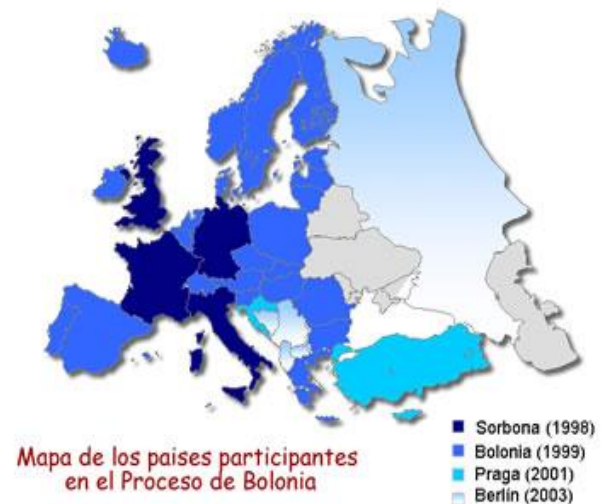 Mapa de los paises participantes
en el Proceso de Bolonia
Sorbona (1998)
Bolonia (1999)
Praga (2001)
Berlín (2003)